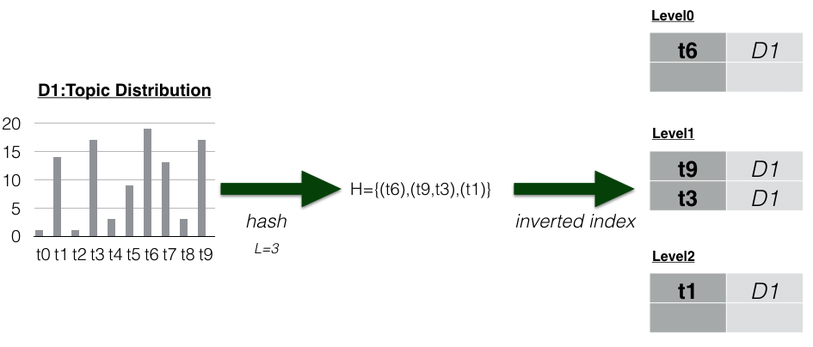 D1:Topic Distribution
20
15
10
5
0
t0 t1 t2 t3 t4 t5 t6 t7 t8 t9
hash
L=3
H={(t6),(t9,t3),(t1)}
inverted index
Level0
t6 D1
Level1
t9 D1
t3 D1
Level2
t1 D1